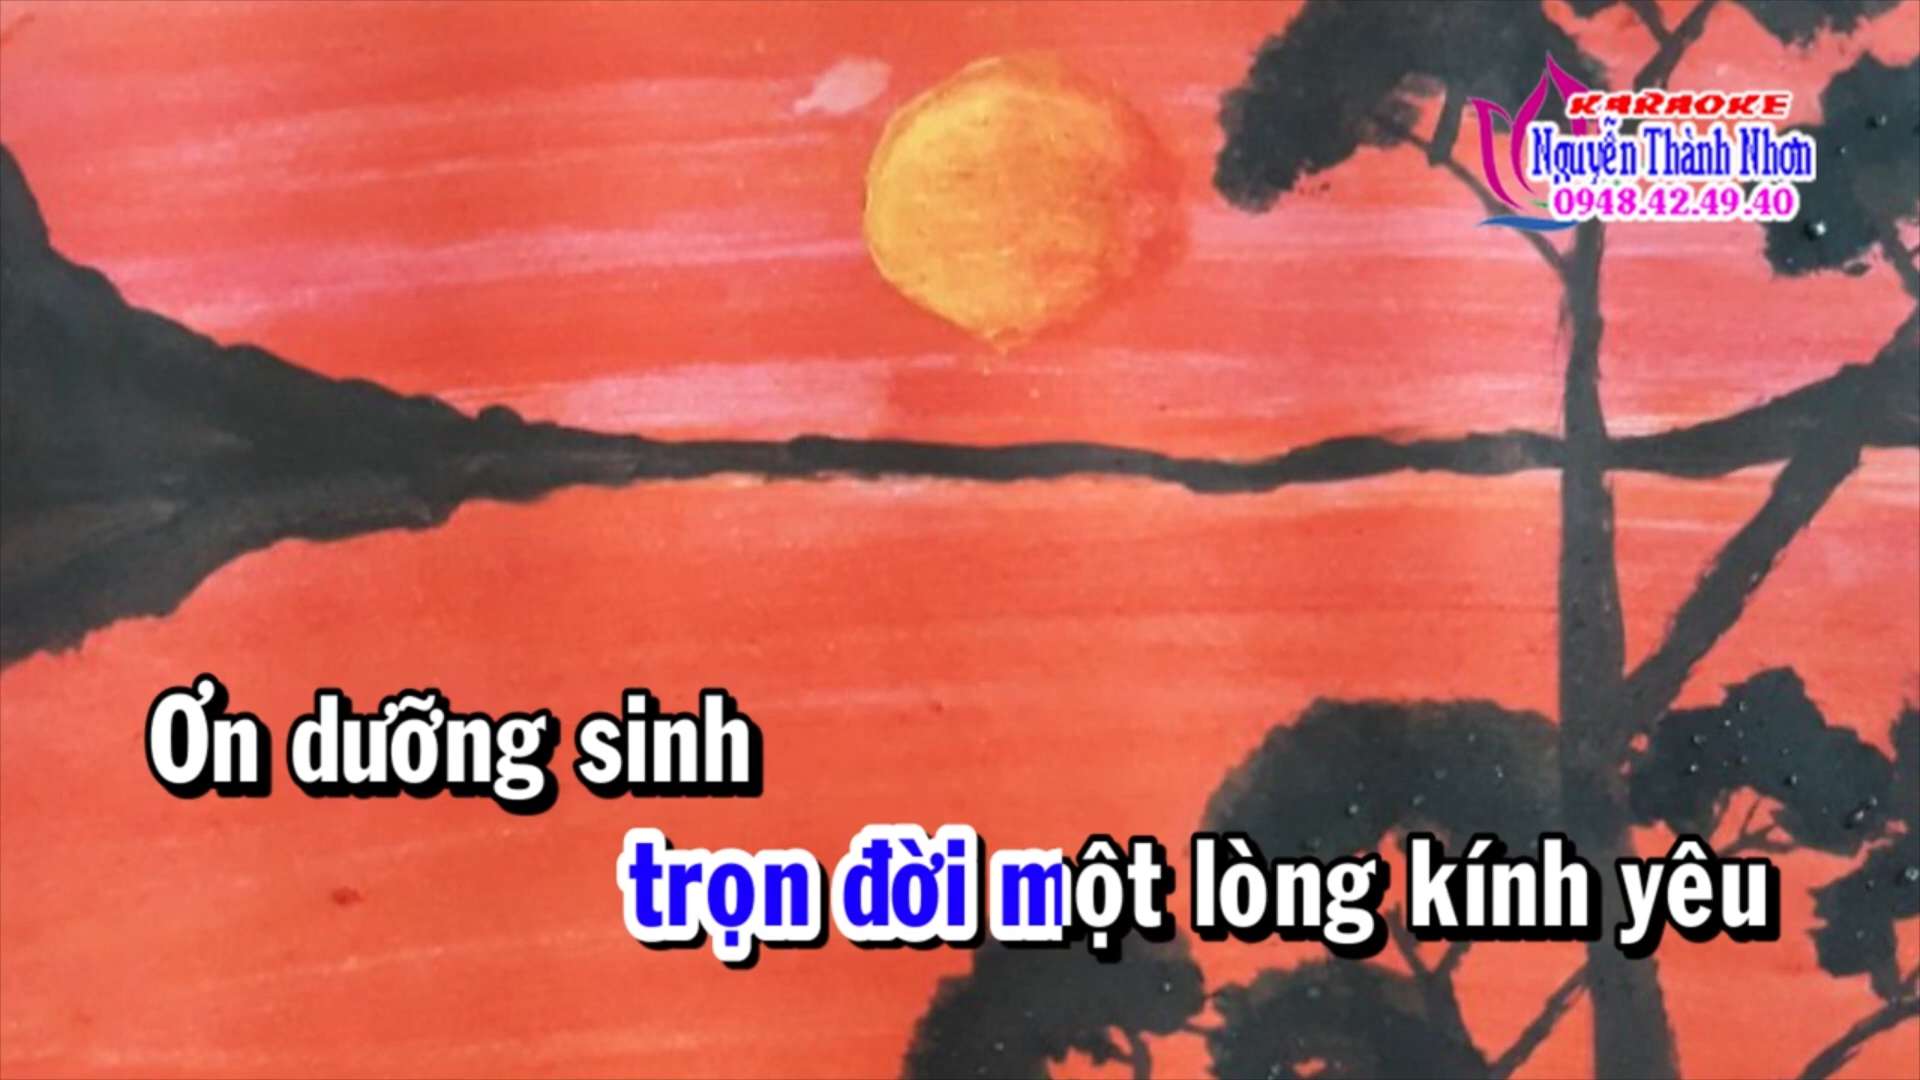 KARAOKE
Nguyễn Thành Nhơn
0948.42.49.40
Ơn dưỡng sinh
trọn đời một lòng kính yêu